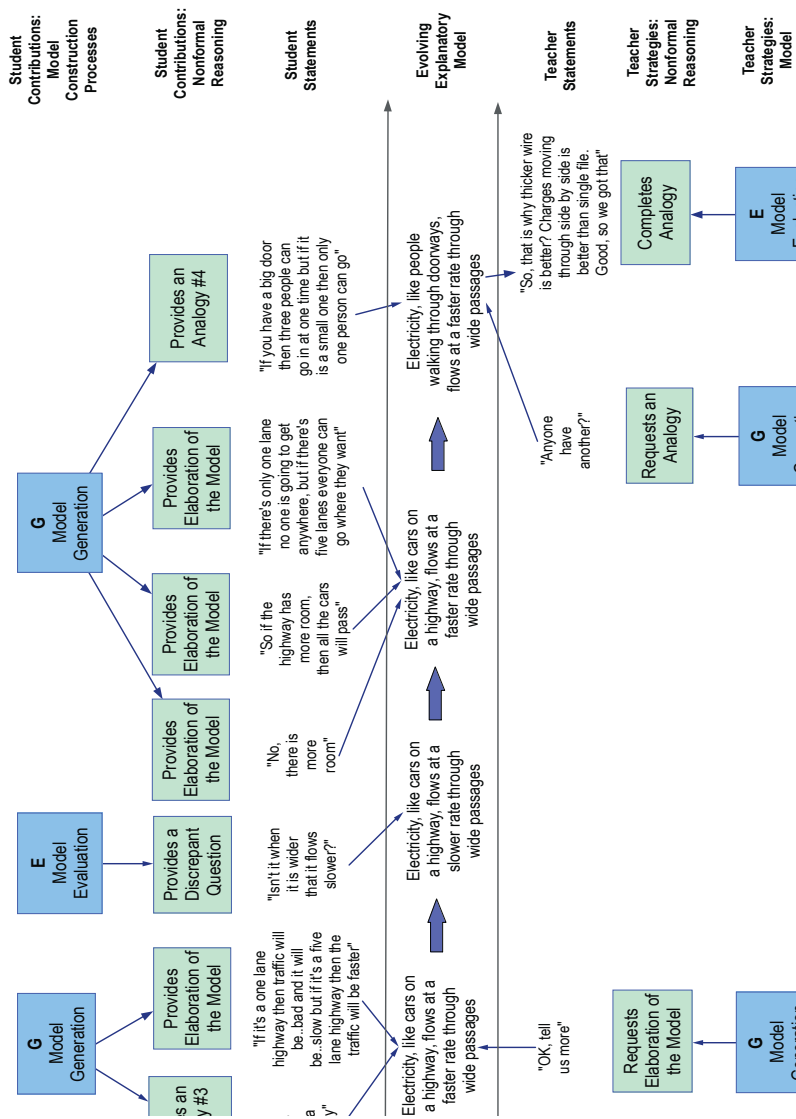 G
Model
Generation
E
Model
Evaluation
G
Model
Generation
Student
Contributions:
Model
Construction
Processes
#3
Provides
Elaboration of
the Model
Provides a
Discrepant
Question
Provides
Elaboration of
the Model
Provides
Elaboration of
the Model
Provides
Elaboration of
the Model
Provides an
Analogy #4
Student
Contributions:
Nonformal
Reasoning
a
"If it's a one lane
highway then traffic will
be..bad and it will
be..slow but if it's a five
lane highway then the
traffic will be faster"
"Isn't it when
it is wider
that it flows
slower?"
"No,
there is
more
room"
"So if the
highway has
more room,
then all the cars
will pass"
"If there's only one lane
no one is going to get
anywhere, but if there's
five lanes everyone can
go where they want"
"If you have a big door
then three people can
go in at one time but if it
is a small one then only
one person can go"
Student
Statements
Electricity, like cars on
a highway, flows at a
faster rate through
wide passages
Electricity, like cars on
a highway, flows at a
slower rate through
wide passages
Electricity, like cars on
a highway, flows at a
faster rate through
wide passages
Electricity, like people
walking through doorways,
flows at a faster rate through
wide passages
Evolving
Explanatory
Model
"OK, tell
us more"
"Anyone
have
another?"
"So, that is why thicker wire
is better? Charges moving
through side by side is
better than single file.
Good, so we got that"
Teacher
Statements
Requests
Elaboration of
the Model
Requests an
Analogy
Completes
Analogy
Teacher
Strategies:
Nonformal
Reasoning
G
Model
G
Model
E
Model
Teacher
Strategies:
Model